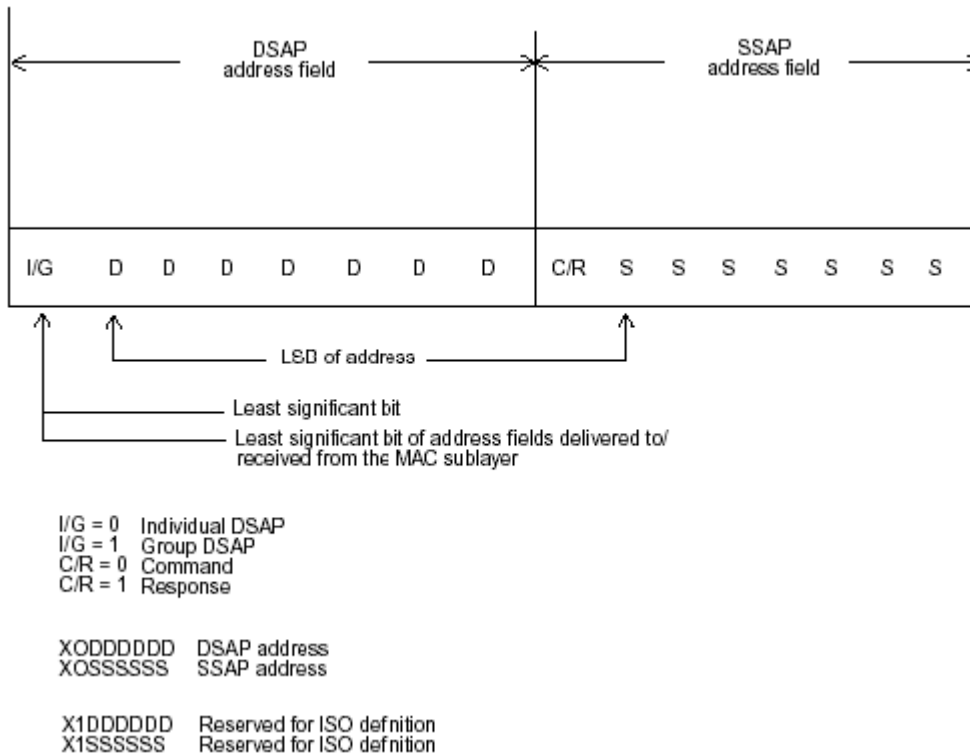 DSAP
address field
SSAP
address field
I/G D D D D D D D C/R S S S S S S S
LSB of address
Least significant bit
Least significant bit of address fields delivered to/
received from the MAC sublayer
I/G = 0 Individual DSAP
I/G = 1 Group DSAP
C/R = 0 Command
C/R = 1 Response
XODDDDDD DSAP address
XOSSSSSS SSAP address
X1DDDDDD Reserved for ISO defnition
X1SSSSSS Reserved for ISO defnition